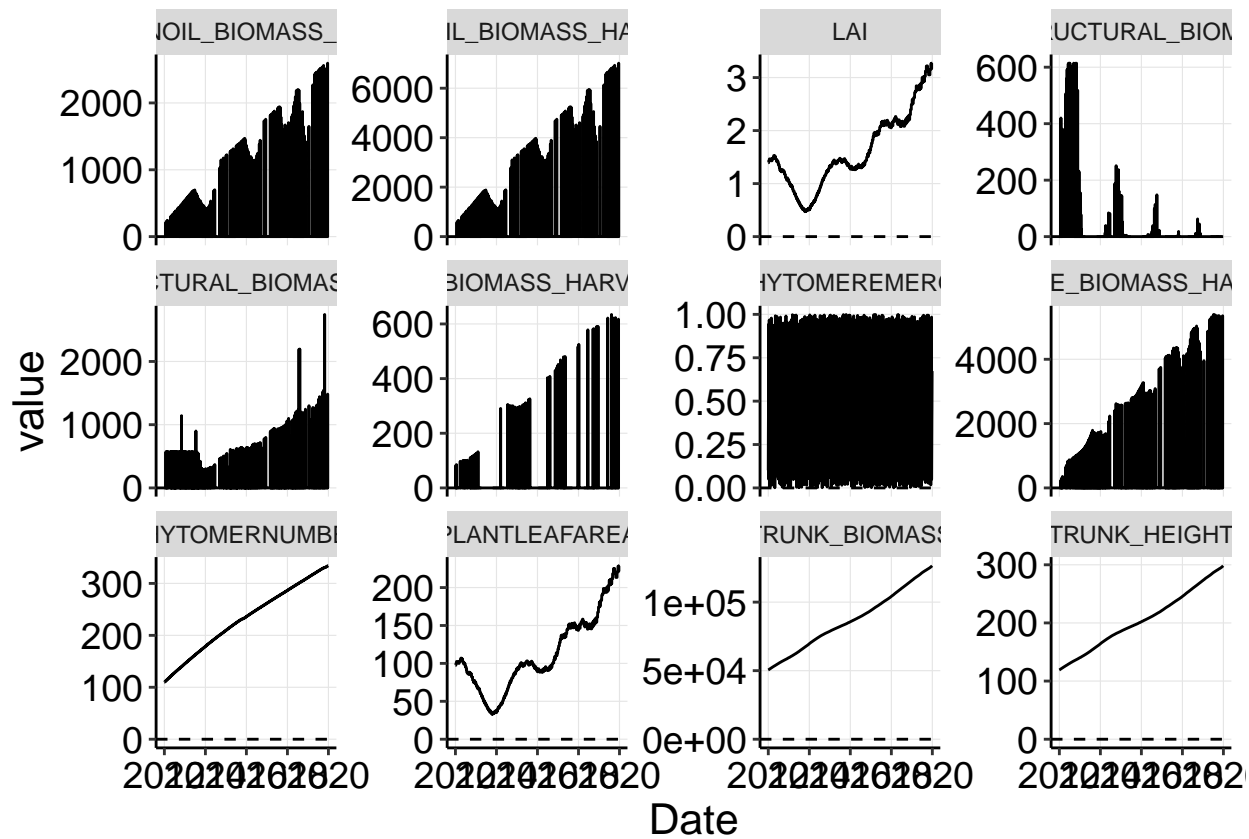 NOIL_BIOMASS_ IL_BIOMASS_HA LAI RUCTURAL_BIOM
2000 1000 0
6000 4000 2000 0
3 2 1 0
600 400 200 0
CTURAL_BIOMAS BIOMASS_HARV HYTOMEREMERG E_BIOMASS_HA
2000 1000 0
600 400 200 0
1.00 0.75 0.50 0.25 0.00
4000 2000 0
value
YTOMERNUMBE PLANTLEAFAREA TRUNK_BIOMASS TRUNK_HEIGHT
300 200 100 0
200 150 100 50 0
1e+05 5e+04 0e+00
300 200 100 0
Date